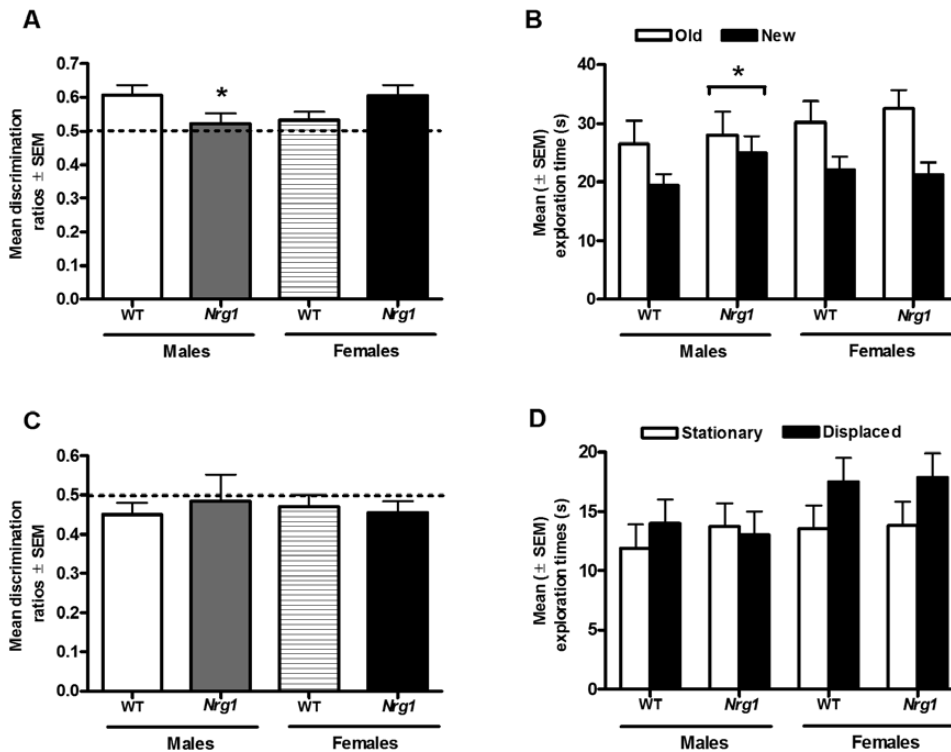 A
Mean discrimination
ratios ± SEM
0.7
0.6
0.5
0.4
0.3
0.2
0.1
0.0
*
WT
Nrg1
WT
Nrg1
Males
Females
B
Old
New
Mean (± SEM)
exploration time (s)
40
30
20
10
0
*
WT
Nrg1
WT
Nrg1
Males
Females
C
Mean discrimination
ratios ± SEM
0.6
0.5
0.4
0.3
0.2
0.1
0.0
WT
Nrg1
WT
Nrg1
Males
Females
D
Stationary
Displaced
Mean (± SEM)
exploration times (s)
20
15
10
5
0
WT
Nrg1
WT
Nrg1
Males
Females